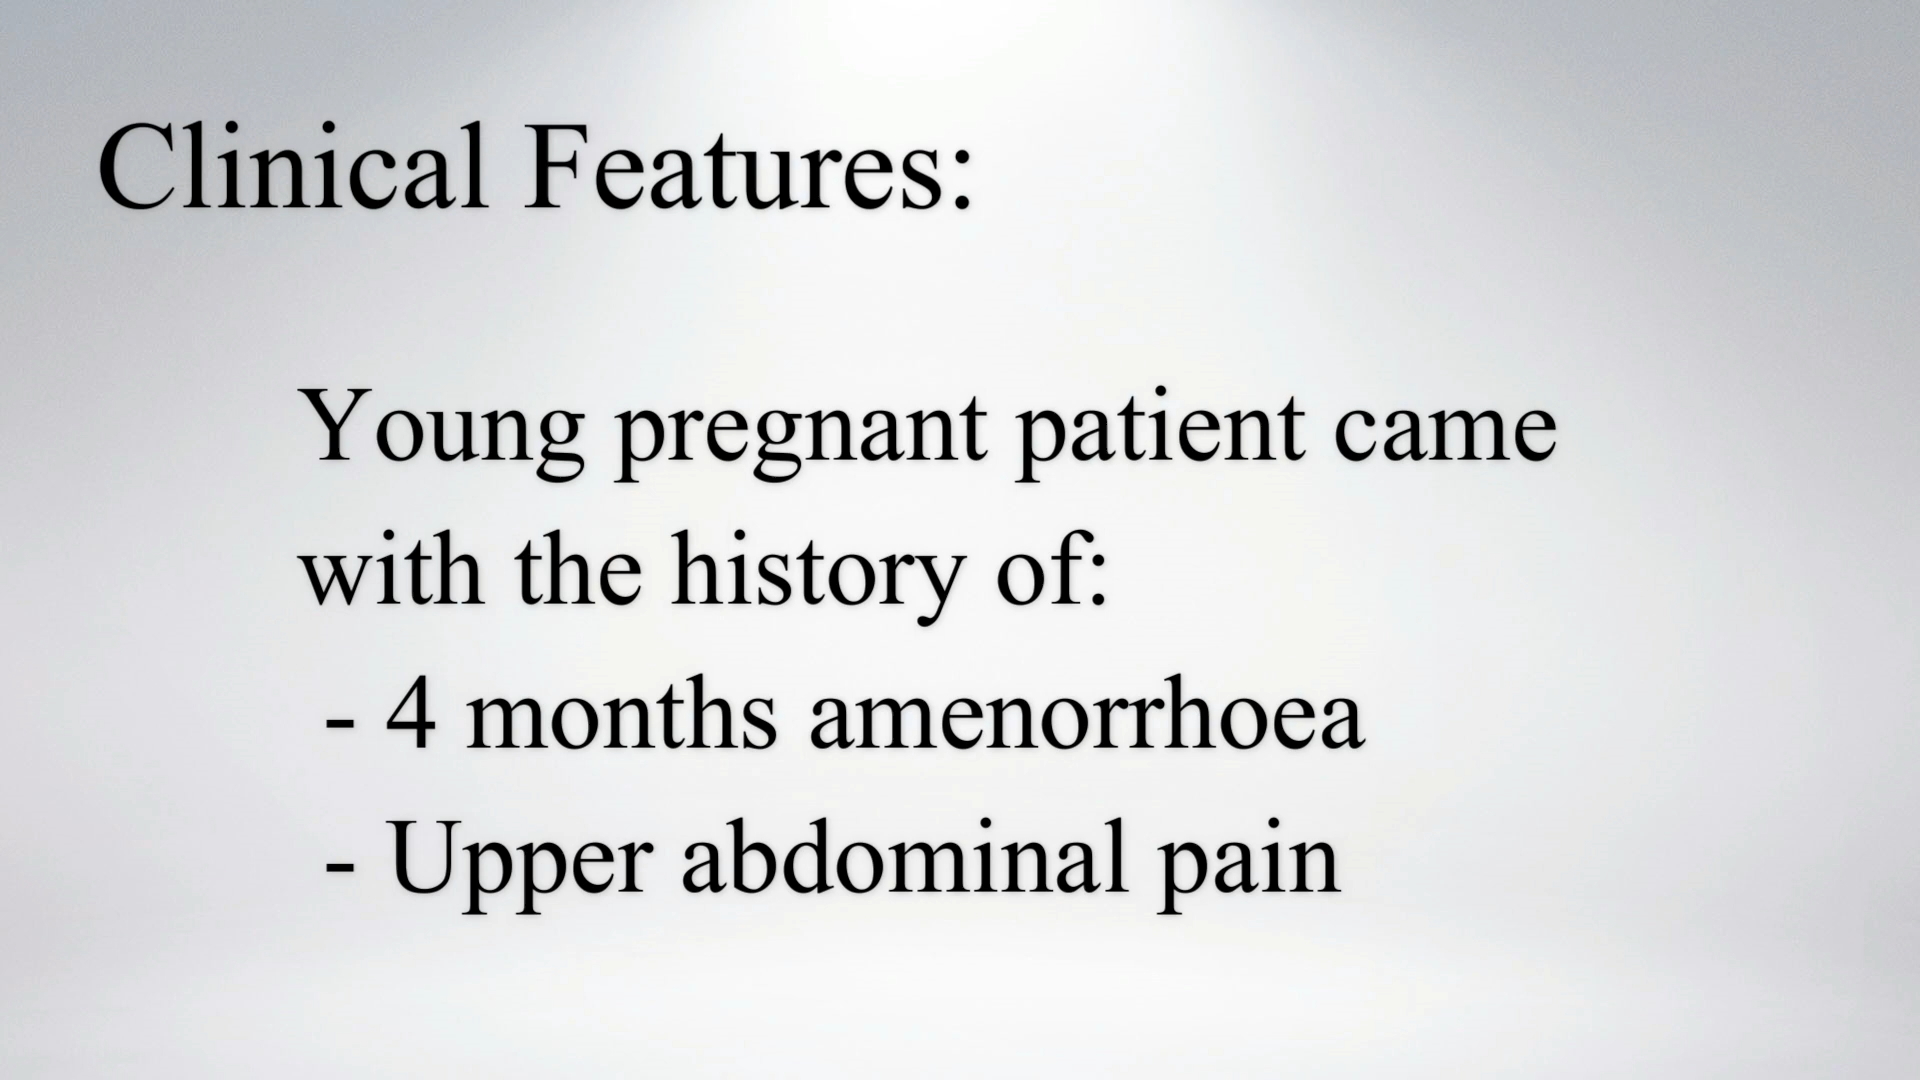 Clinical Features:
Young pregnant patient came
with the history of:
- 4 months amenorrhoea
- Upper abdominal pain